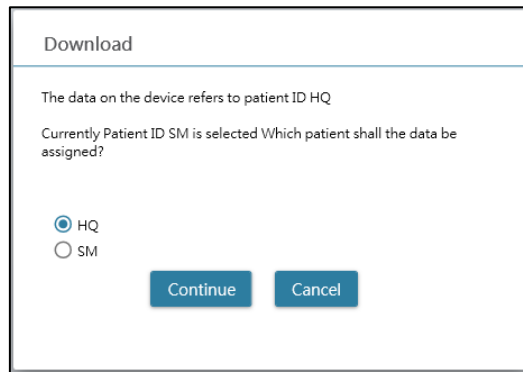 Download
The data on the device refers to patient ID HQ
Currently Patient ID SM is selected Which patient shall the data be
assigned?
HQ
SM
Continue Cancel